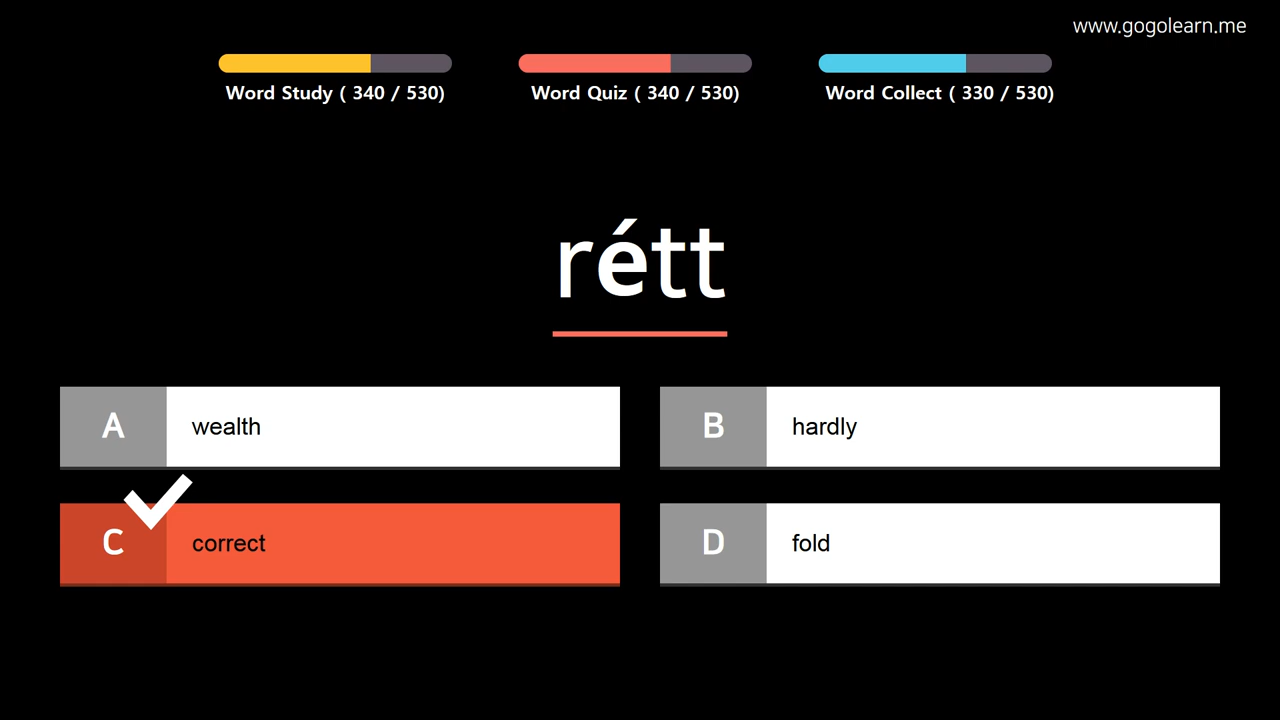 www.gogolearn.me
Word Study ( 340 / 530)
Word Quiz ( 340 / 530)
Word Collect ( 330 / 530)
rétt
A wealth
B hardly
C correct
D fold